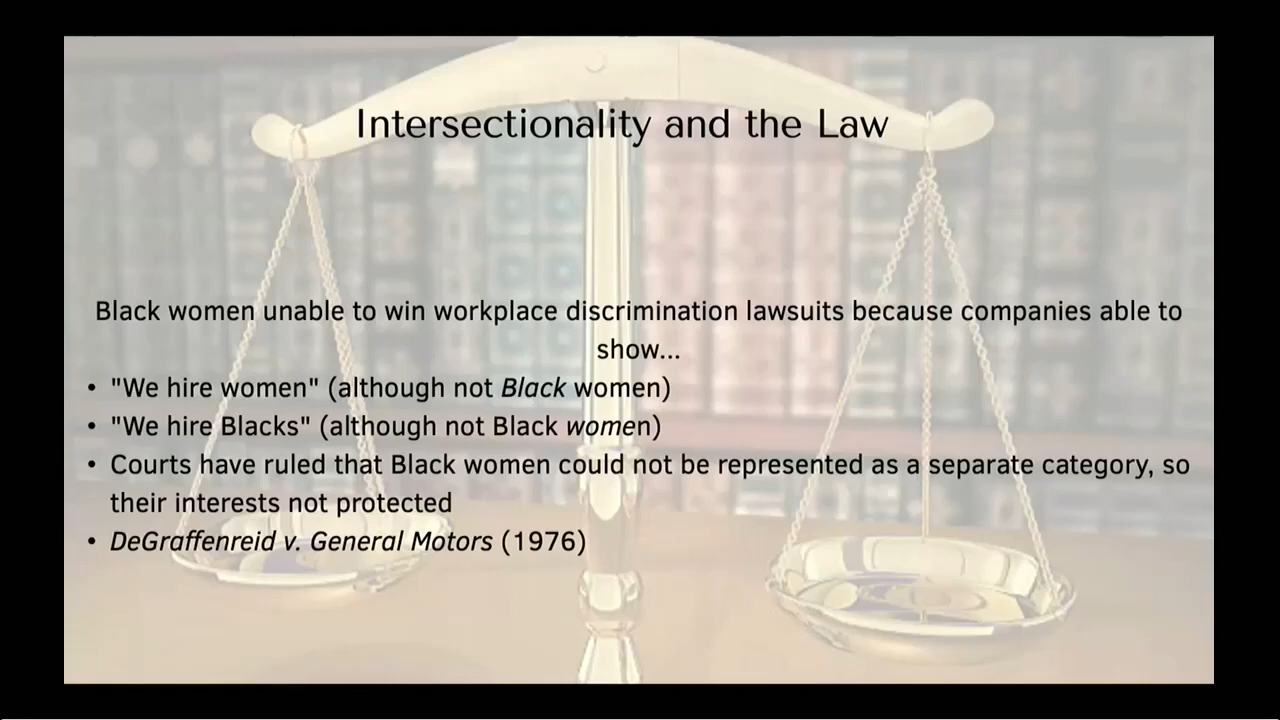 Intersectionality and the Law
Black women unable to win workplace discrimination lawsuits because companies able to
show...
• "We hire women" (although not Black women)
• "We hire Blacks" (although not Black women)
• Courts have ruled that Black women could not be represented as a separate category, so
their interests not protected
• DeGraffenreid v. General Motors (1976)